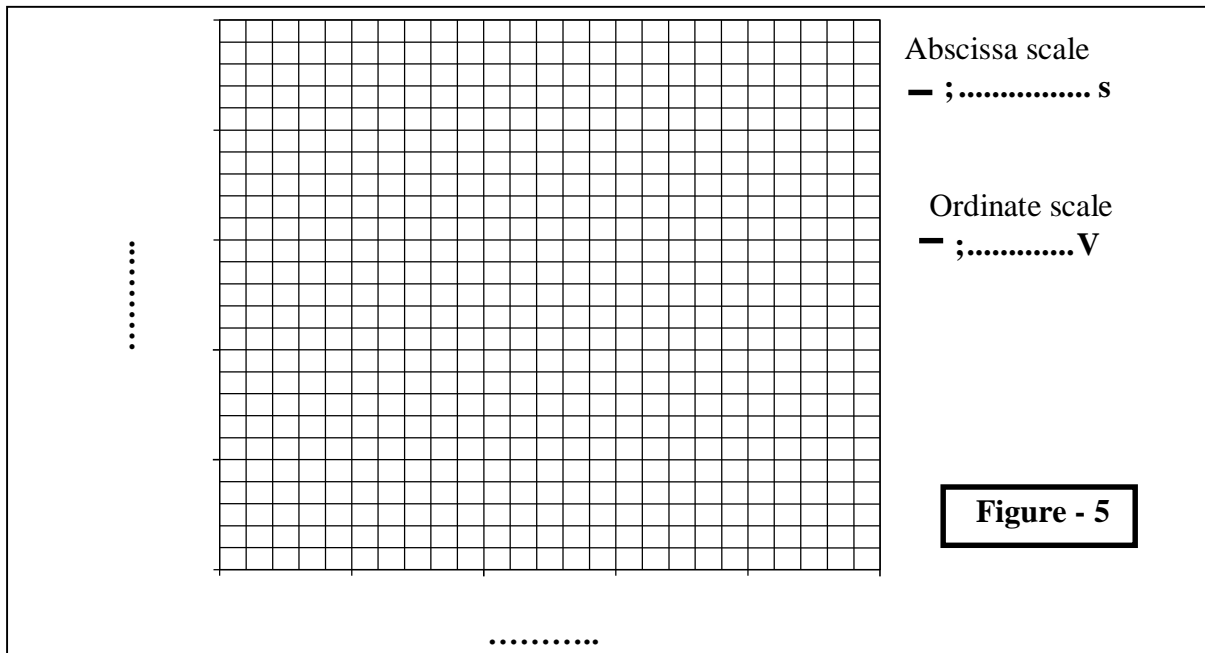 Abscissa scale
– ;................ s
Ordinate scale
– ;.............V
...........
Figure - 5
………...